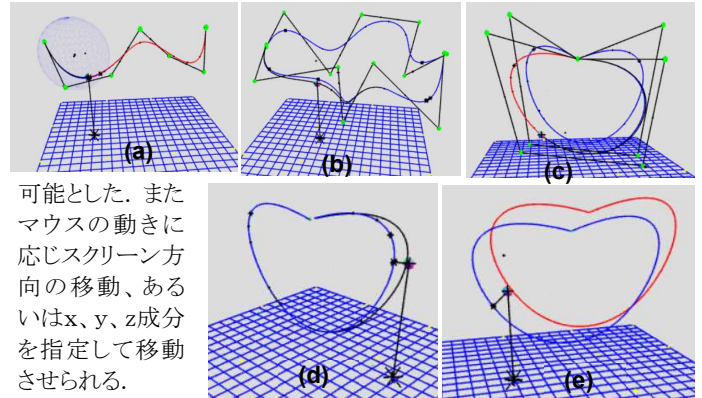 (a)
(b)
(c)
可能とした．また
マウスの動きに
応じスクリーン方
向の移動、ある
いはx、y、z成分
を指定して移動
させられる．
(d)
(e)